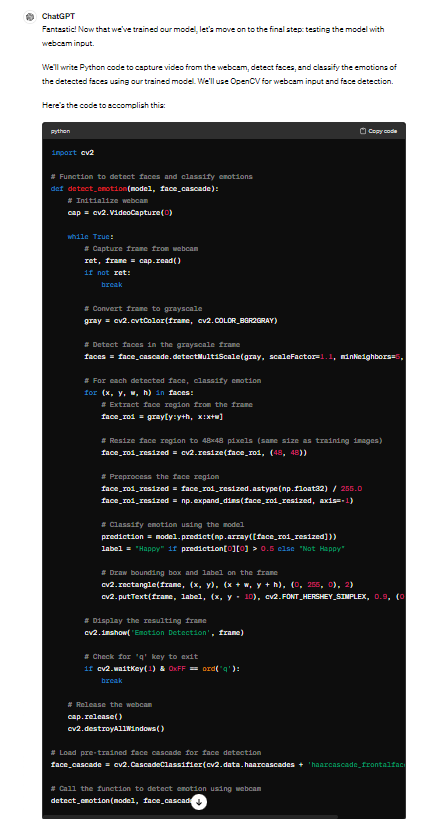 ChatGPT
Fantastic! Now that we've trained our model, let's move on to the final step: testing the model with
webcam input.
We'll write Python code to capture video from the webcam, detect faces, and classify the emotions of
the detected faces using our trained model. We'll use OpenCV for webcam input and face detection.
Here's the code to accomplish this:
python Copy code
import cv2
# Function to detect faces and classify emotions
def detect_emotion(model, face_cascade):
# Initialize webcam
cap = cv2.VideoCapture(0)
while True:
# Capture frame from webcam
ret, frame = cap.read()
if not ret:
break
# Convert frame to grayscale
gray = cv2.cvtColor(frame, cv2.COLOR_BGR2GRAY)
# Detect faces in the grayscale frame
faces = face_cascade.detectMultiScale(gray, scaleFactor=1.1, minNeighbors=5,
# For each detected face, classify emotion
for (x, y, w, h) in faces:
# Extract face region from the frame
face_roi = gray[y:y+h, x:x+w]
# Resize face region to 48x48 pixels (same size as training images)
face_roi_resized = cv2.resize(face_roi, (48, 48))
# Preprocess the face region
face_roi_resized = face_roi_resized.astype(np.float32) / 255.0
face_roi_resized = np.expand_dims(face_roi_resized, axis=-1)
# Classify emotion using the model
prediction = model.predict(np.array([face_roi_resized]))
label = "Happy" if prediction[0][0] > 0.5 else "Not Happy"
# Draw bounding box and label on the frame
cv2.rectangle(frame, (x, y), (x + w, y + h), (0, 255, 0), 2)
cv2.putText(frame, label, (x, y - 10), cv2.FONT_HERSHEY_SIMPLEX, 0.9, (0
# Display the resulting frame
cv2.imshow('Emotion Detection', frame)
# Check for 'q' key to exit
if cv2.waitKey(1) & 0xFF == ord('q'):
break
# Release the webcam
cap.release()
cv2.destroyAllWindows()
# Load pre-trained face cascade for face detection
face_cascade = cv2.CascadeClassifier(cv2.data.haarcascades + 'haarcascade_frontalface
# Call the function to detect emotion using webcam
detect_emotion(model, face_cascad